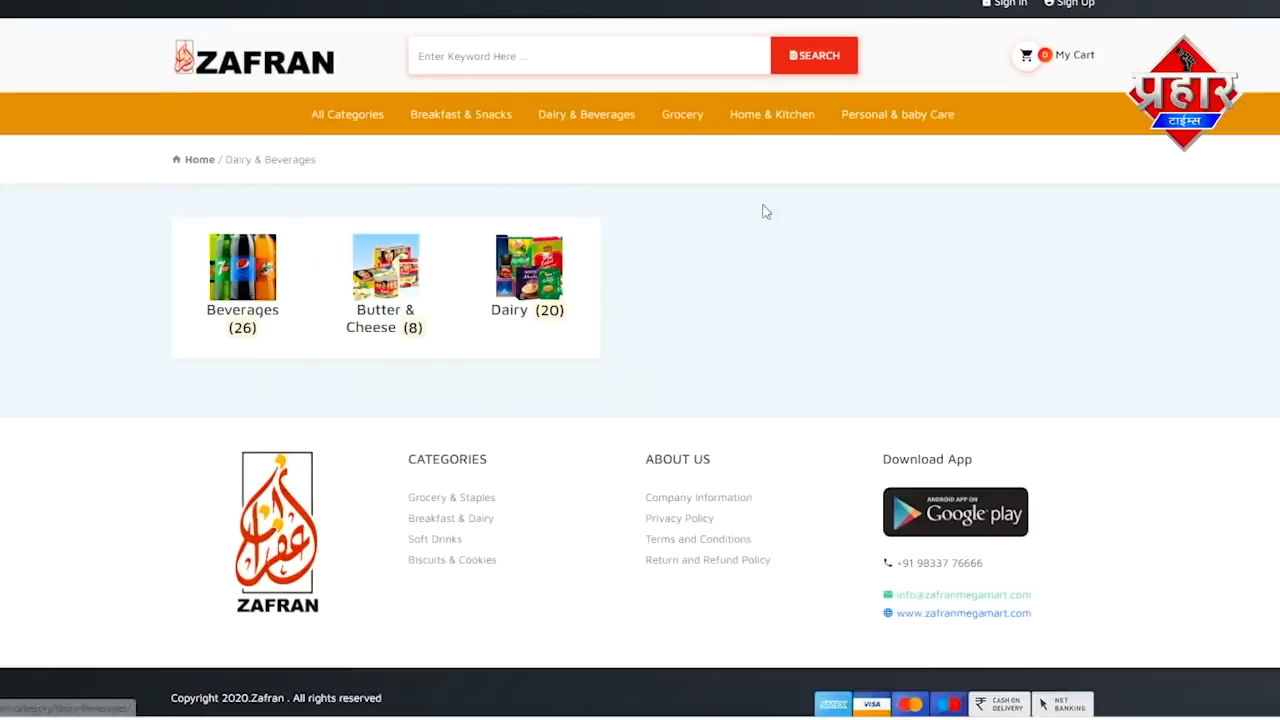 Sign In Sign Up
ZAFRAN
Enter Keyword Here ...
SEARCH
0 My Cart
प्रहार
टाईम्स
All Categories Breakfast & Snacks Dairy & Beverages Grocery Home & Kitchen Personal & baby Care
Home / Dairy & Beverages
Beverages
(26)
Butter &
Cheese (8)
Dairy (20)
CATEGORIES
Grocery & Staples
Breakfast & Dairy
Soft Drinks
Biscuits & Cookies
ABOUT US
Company Information
Privacy Policy
Terms and Conditions
Return and Refund Policy
Download App
ANDROID APP ON
Google play
+91 98337 76666
info@zafranmegamart.com
www.zafranmegamart.com
زعفران
ZAFRAN
Copyright 2020.Zafran . All rights reserved
AMEX
VISA
CASH ON
DELIVERY
NET
BANKING